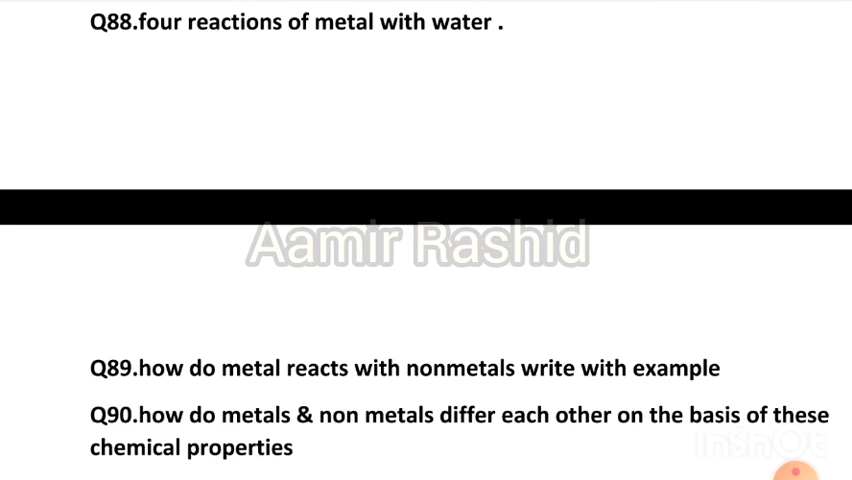 Q88.four reactions of metal with water .
Aamir Rashid
Q89.how do metal reacts with nonmetals write with example
Q90.how do metals & non metals differ each other on the basis of these
chemical properties
InShOt